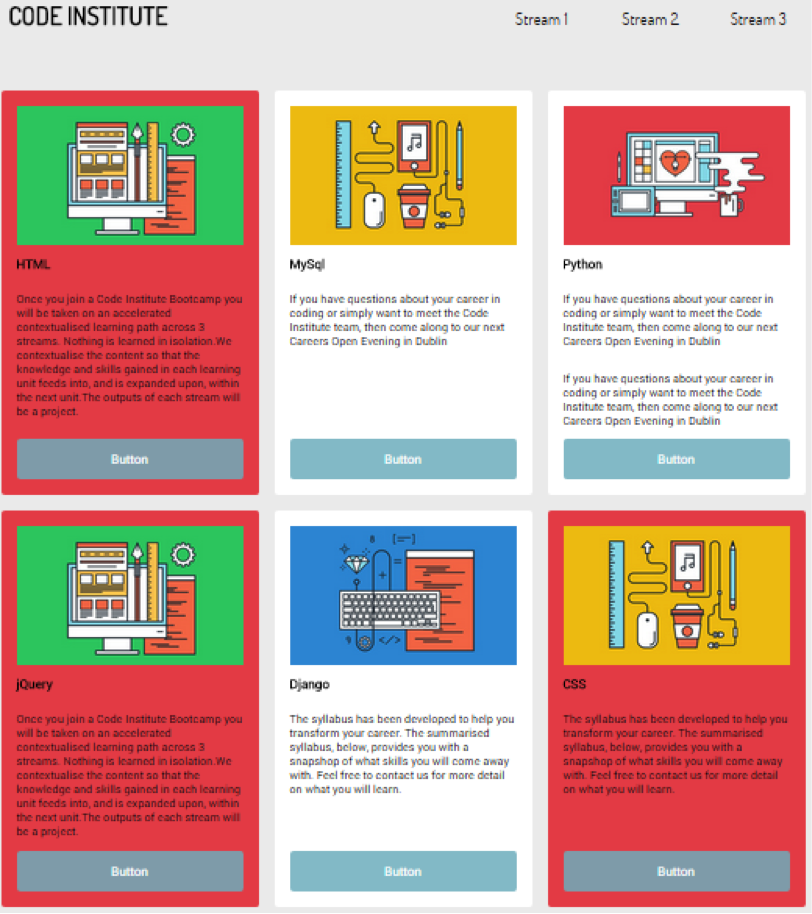 CODE INSTITUTE
Stream 1
Stream 2
Stream 3
HTML
Once you join a Code Institute Bootcamp you
will be taken on an accelerated
contextualised learning path across 3
streams. Nothing is learned in isolation.We
contextualise the content so that the
knowledge and skills gained in each learning
unit feeds into, and is expanded upon, within
the next unit.The outputs of each stream will
be a project.
Button
MySql
If you have questions about your career in
coding or simply want to meet the Code
Institute team, then come along to our next
Careers Open Evening in Dublin
Button
Python
If you have questions about your career in
coding or simply want to meet the Code
Institute team, then come along to our next
Careers Open Evening in Dublin
If you have questions about your career in
coding or simply want to meet the Code
Institute team, then come along to our next
Careers Open Evening in Dublin
Button
jQuery
Once you join a Code Institute Bootcamp you
will be taken on an accelerated
contextualised learning path across 3
streams. Nothing is learned in isolation.We
contextualise the content so that the
knowledge and skills gained in each learning
unit feeds into, and is expanded upon, within
the next unit.The outputs of each stream will
be a project.
Button
8 {=}
</>
Django
The syllabus has been developed to help you
transform your career. The summarised
syllabus, below, provides you with a
snapshop of what skills you will come away
with. Feel free to contact us for more detail
on what you will learn.
Button
CSS
The syllabus has been developed to help you
transform your career. The summarised
syllabus, below, provides you with a
snapshop of what skills you will come away
with. Feel free to contact us for more detail
on what you will learn.
Button